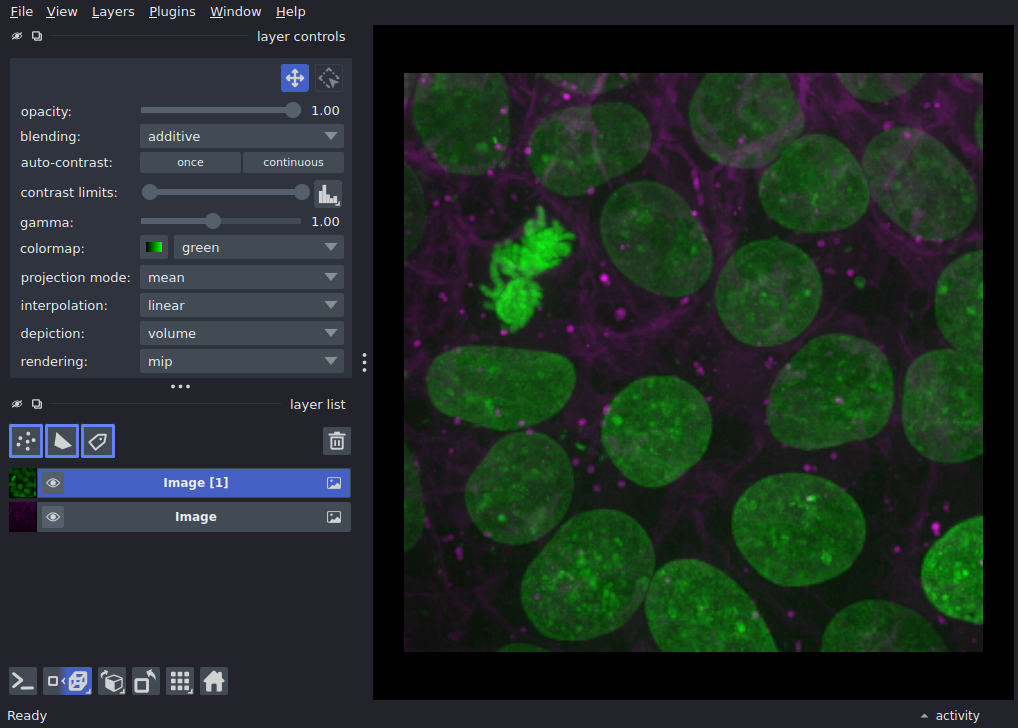 File View Layers Plugins Window Help
layer controls
opacity: 1.00
blending: additive
auto-contrast: once continuous
contrast limits:
gamma: 1.00
colormap: green
projection mode: mean
interpolation: linear
depiction: volume
rendering: mip
layer list
Image [1]
Image
Ready activity